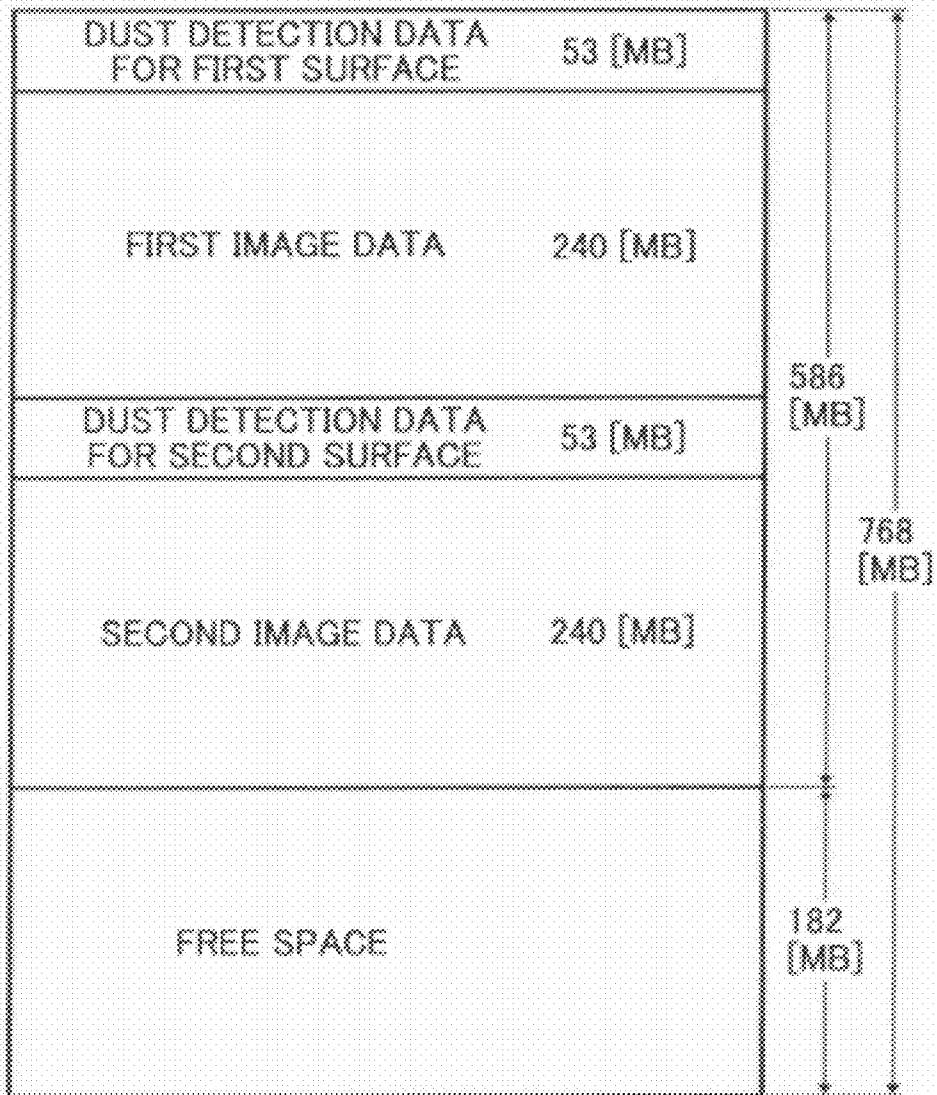 DUST DETECTION DATA
FOR FIRST SURFACE
53 [MB]
FIRST IMAGE DATA
240 [MB]
DUST DETECTION DATA
FOR SECOND SURFACE
53 [MB]
SECOND IMAGE DATA
240 [MB]
FREE SPACE
586
[MB]
768
[MB]
182
[MB]